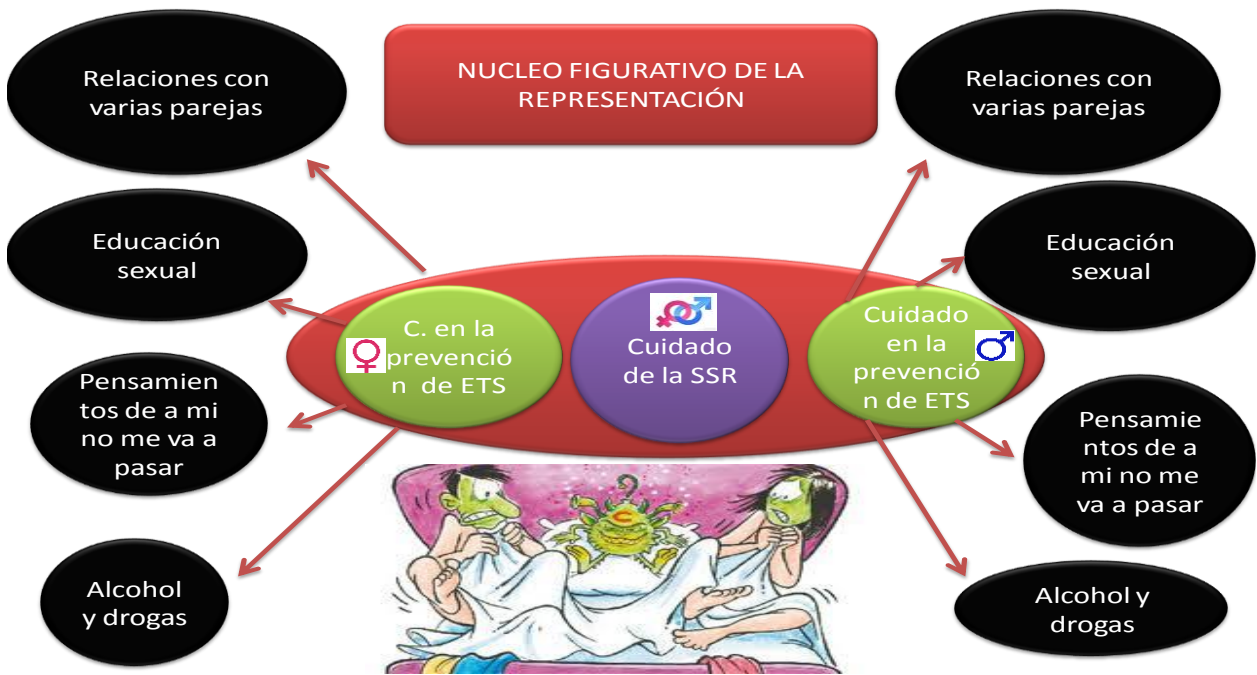 Relaciones con
varias parejas
NUCLEO FIGURATIVO DE LA
REPRESENTACIÓN
Relaciones con
varias parejas
Educación
sexual
Educación
sexual
C. en la
prevenció
n de ETS
Cuidado
de la SSR
Cuidado
en la
prevenció
n de ETS
Pensamien
tos de a mi
no me va a
pasar
Pensamie
ntos de a
mi no me
va a pasar
Alcohol
y drogas
Alcohol y
drogas